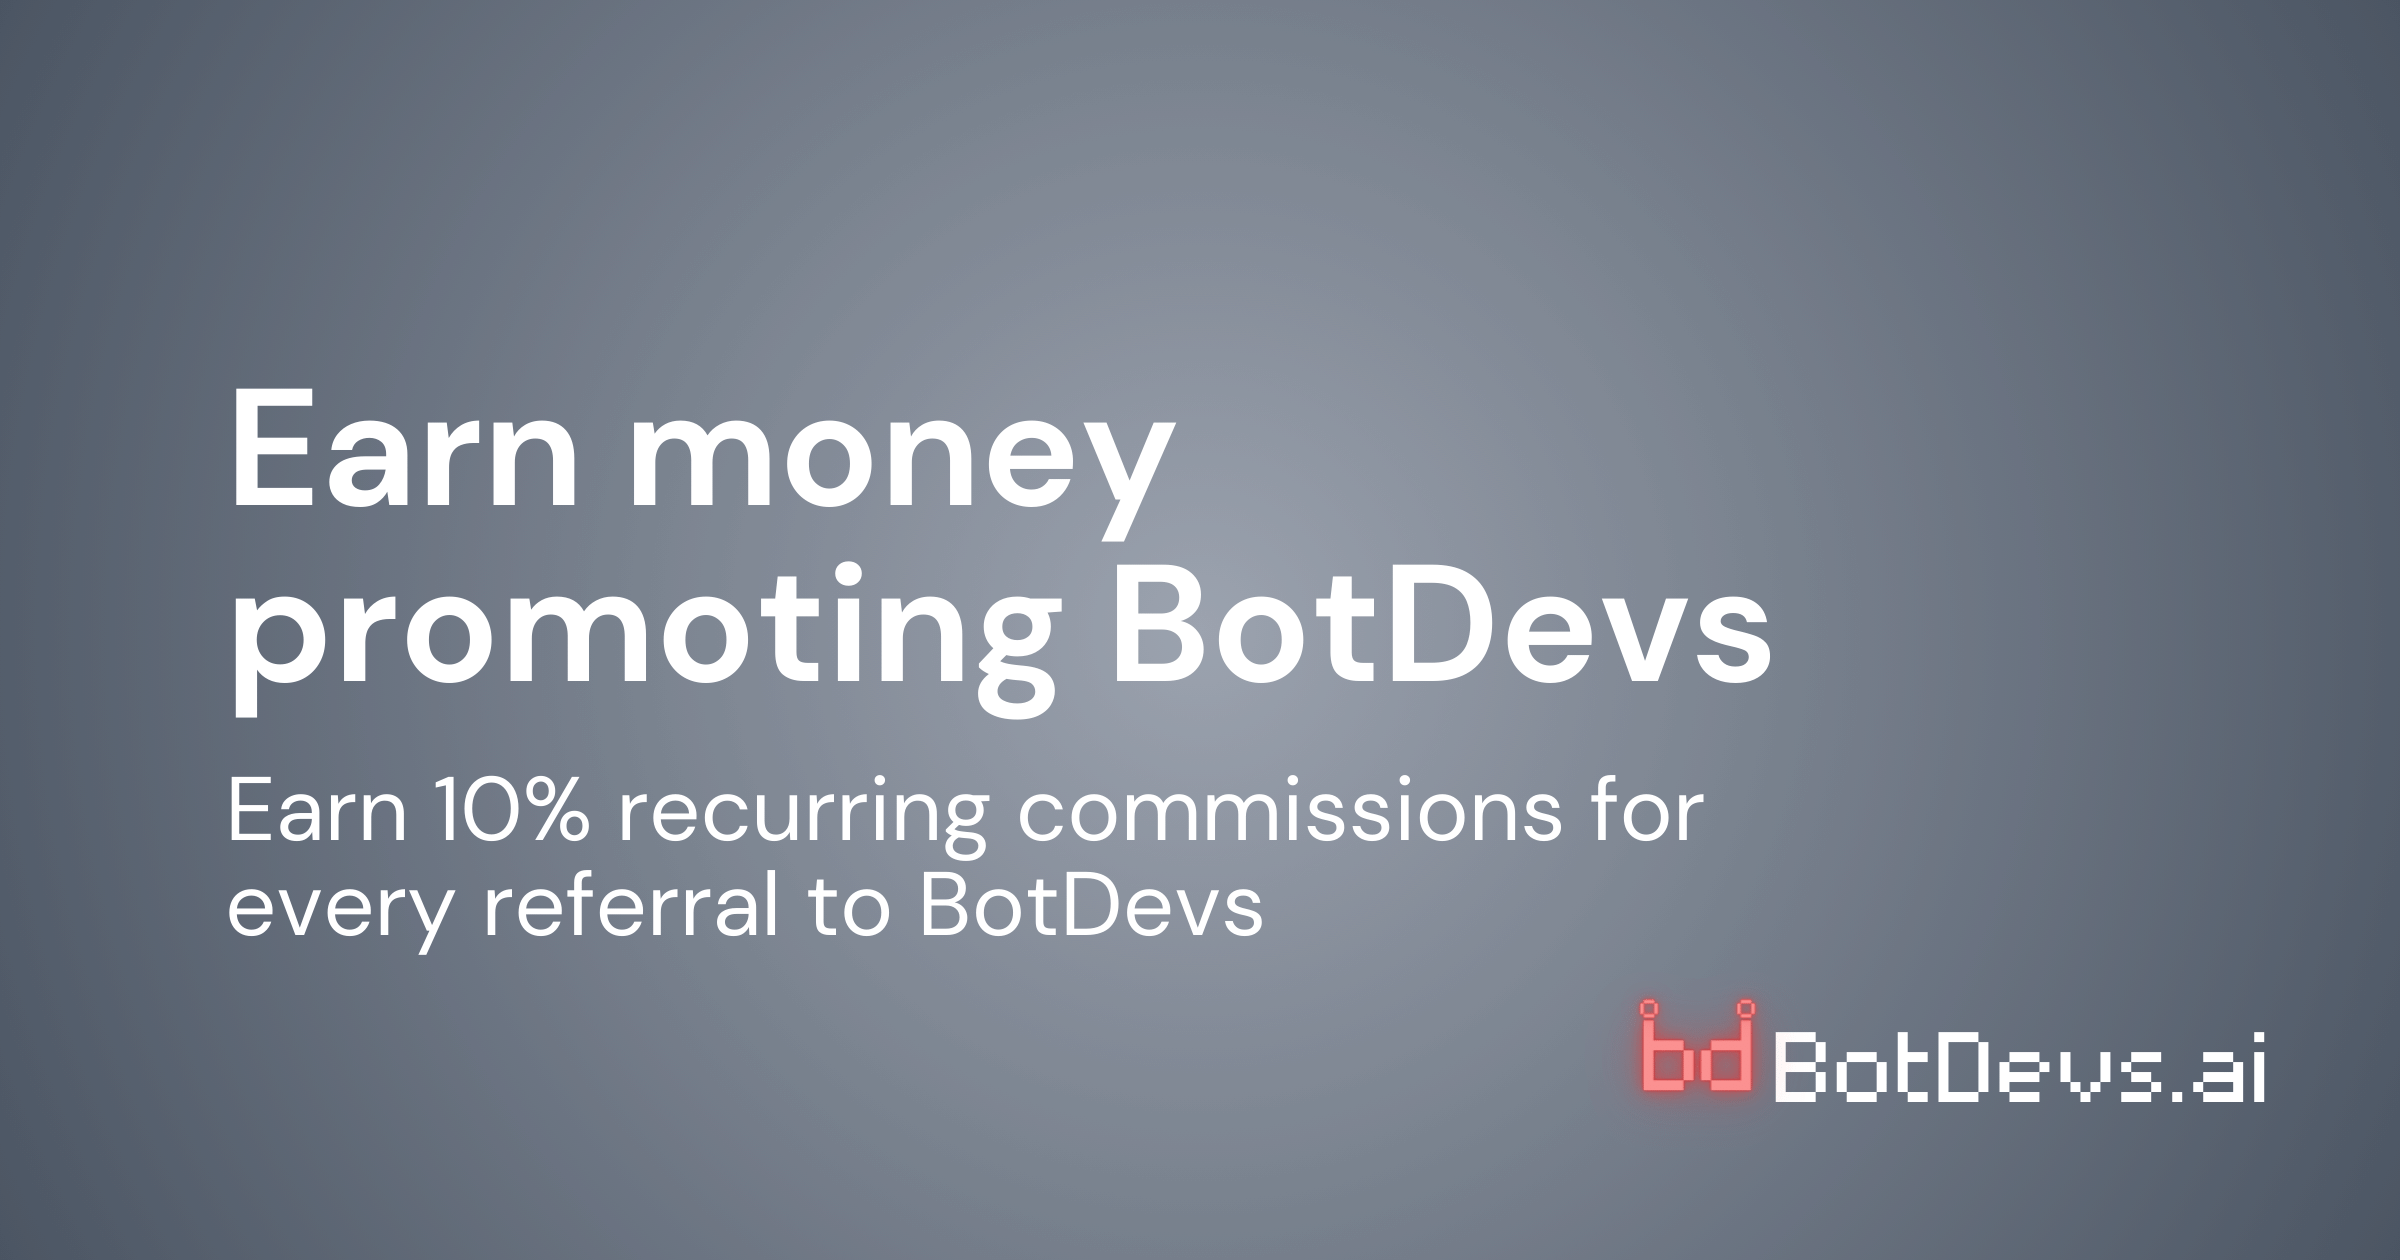 Earn money
promoting BotDevs
Earn 10% recurring commissions for
every referral to BotDevs
bd BotDevs.ai